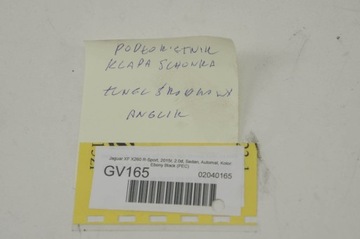 PODŁOKIETNIK
KLAPA SCHOWKA
TUNEL ŚRODKOWY
ANGLIK
Jaguar XF X260 R-Sport, 2015r, 2.0d, Sedan, Automat, Kolor
Ebony Black (PEC)
GV165
02040165